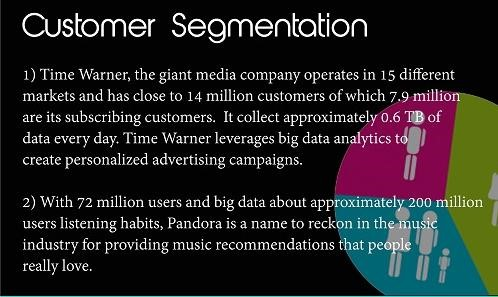 Customer Segmentation
1) Time Warner, the giant media company operates in 15 different
markets and has close to 14 million customers of which 7.9 million
are its subscribing customers.  It collect approximately 0.6 TB of
data every day. Time Warner leverages big data analytics to
create personalized advertising campaigns.
2) With 72 million users and big data about approximately 200 million
users listening habits, Pandora is a name to reckon in the music
industry for providing music recommendations that people
really love.